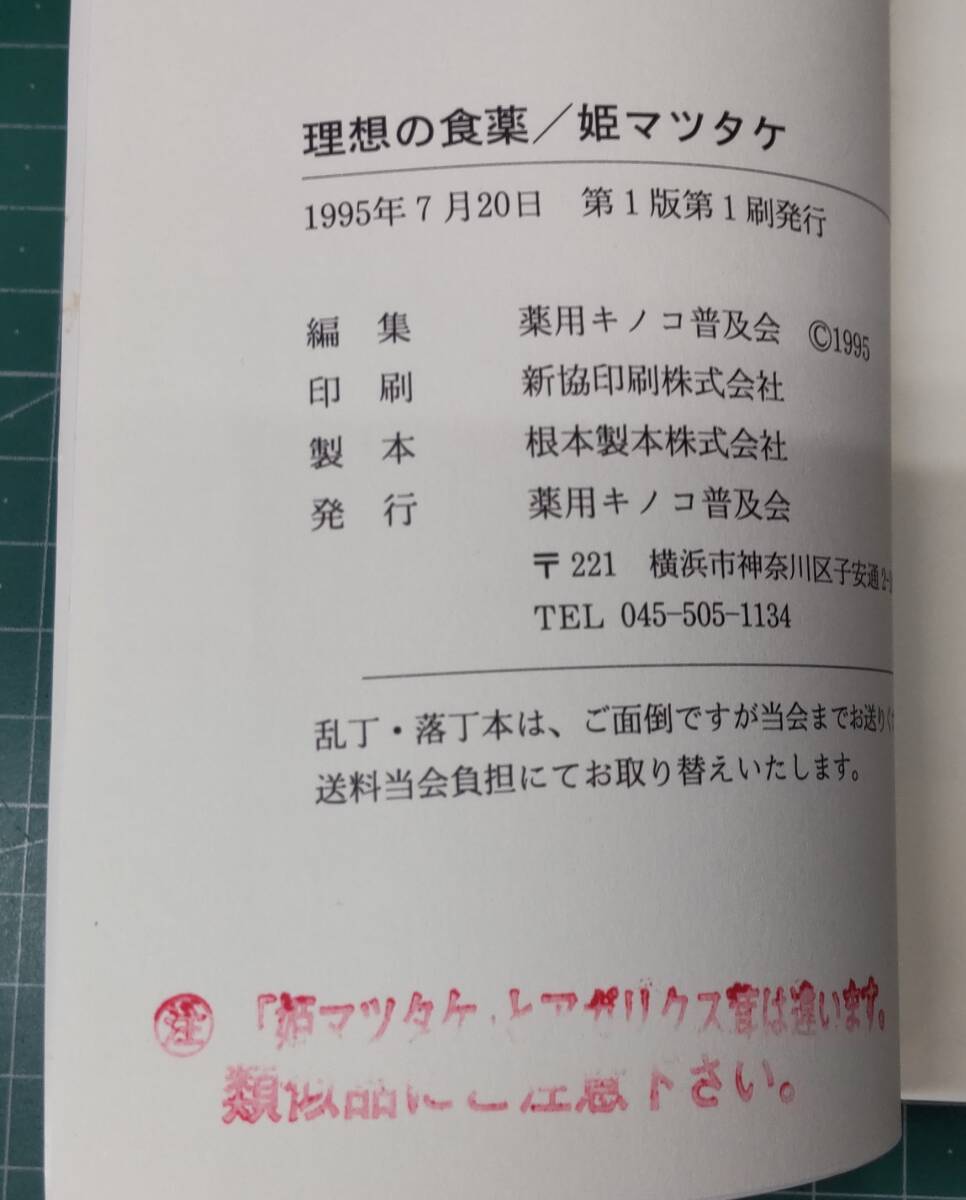 理想の食薬／姫マツタケ
1995年7月20日　第1版第1刷発行
編　集　薬用キノコ普及会　©1995
印　刷　新協印刷株式会社
製　本　根本製本株式会社
発　行　薬用キノコ普及会
〒221　横浜市神奈川区子安通2-
TEL 045-505-1134
乱丁・落丁本は、ご面倒ですが当会までお送りく
送料当会負担にてお取り替えいたします。
注 「姫マツタケ」とアガリクス茸は違います。
類似品にご注意下さい。